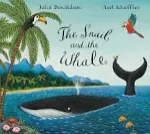 Julia Donaldson Axel Scheffler
The Snail
and the
Whale